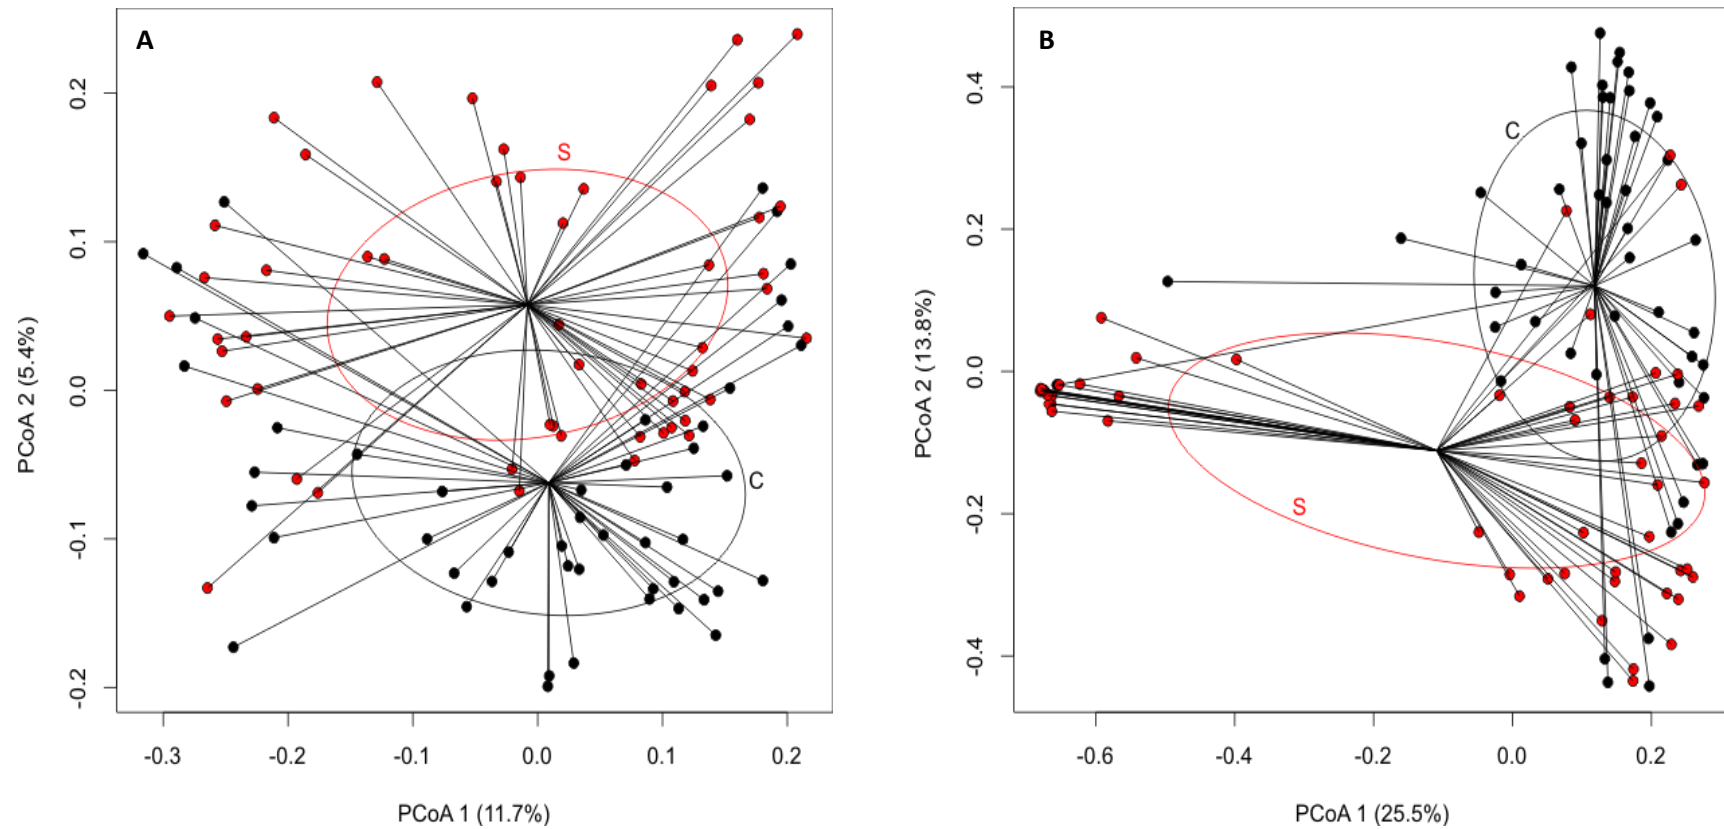 A
S
C
0.2
0.1
0.0
-0.1
-0.2
PCoA 2 (5.4%)
-0.3 -0.2 -0.1 0.0 0.1 0.2
PCoA 1 (11.7%)
B
C
S
0.4
0.2
0.0
-0.2
-0.4
PCoA 2 (13.8%)
-0.6 -0.4 -0.2 0.0 0.2
PCoA 1 (25.5%)